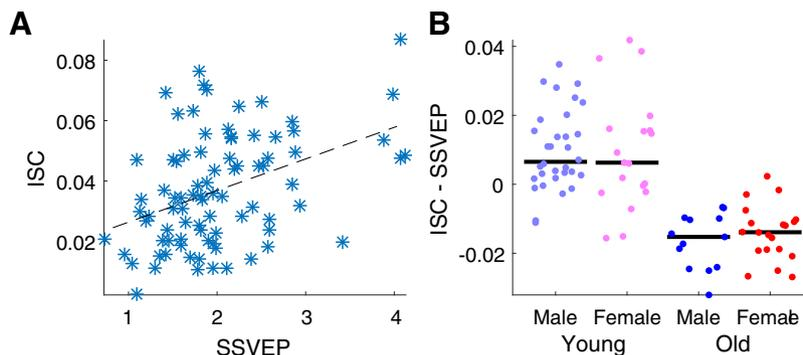 A
ISC
0.08
0.06
0.04
0.02
1 2 3 4
SSVEP
B
ISC - SSVEP
0.04
0.02
0
-0.02
Male Female Male Female
Young Old